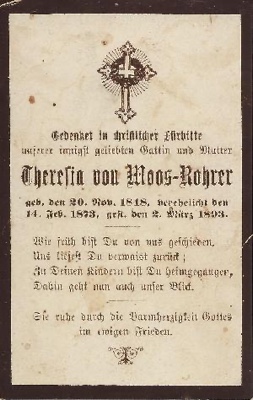 Gedenket in christlicher Fürbitte
unserer innigst geliebten Gattin und Mutter
Theresia von Moos-Rohrer
geb. den 20. Nov. 1848, verehelicht den
14. Feb. 1873, gest. den 2. März 1893.
Wie früh bist Du von uns geschieden.
Uns ließest Du verwaist zurück;
Zu Deinen Kindern bist Du heimgegangen,
Dahin geht nun auch unser Blick.
Sie ruhe durch die Barmherzigkeit Gottes
im ewigen Frieden.